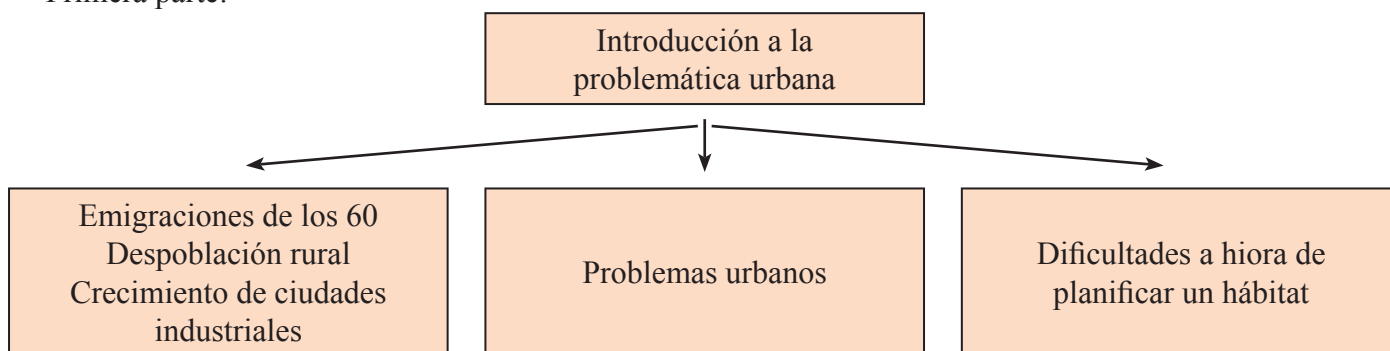 Primera parte:
Introducción a la
problemática urbana
Emigraciones de los 60
Despoblación rural
Crecimiento de ciudades
industriales
Problemas urbanos
Dificultades a hiora de
planificar un hábitat